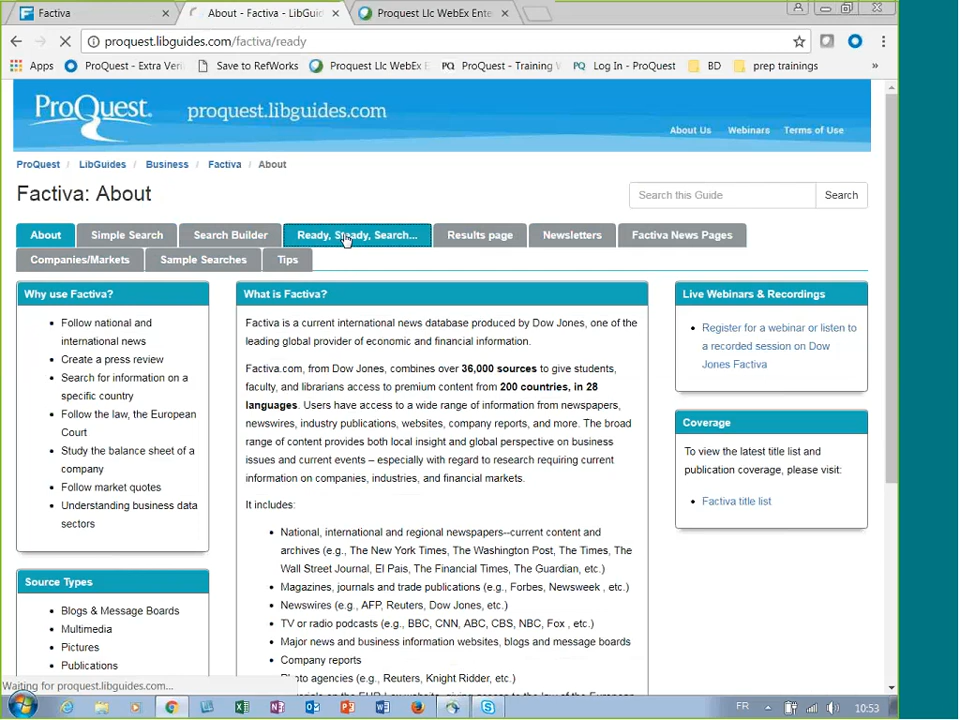 Factiva
About - Factiva - LibGui
Proquest Llc WebEx Ente
proquest.libguides.com/factiva/ready
Apps
ProQuest - Extra Veri
Save to RefWorks
Proquest Llc WebEx E
PQ ProQuest - Training W
PQ Log In - ProQuest
BD
prep trainings
»
ProQuest
proquest.libguides.com
About Us Webinars Terms of Use
ProQuest / LibGuides / Business / Factiva / About
Factiva: About
Search this Guide
Search
About
Simple Search
Search Builder
Ready, Steady, Search...
Results page
Newsletters
Factiva News Pages
Companies/Markets
Sample Searches
Tips
Why use Factiva?
Follow national and
international news
Create a press review
Search for information on a
specific country
Follow the law, the European
Court
Study the balance sheet of a
company
Follow market quotes
Understanding business data
sectors
Source Types
Blogs & Message Boards
Multimedia
Pictures
Publications
What is Factiva?
Factiva is a current international news database produced by Dow Jones, one of the
leading global provider of economic and financial information.
Factiva.com, from Dow Jones, combines over 36,000 sources to give students,
faculty, and librarians access to premium content from 200 countries, in 28
languages. Users have access to a wide range of information from newspapers,
newswires, industry publications, websites, company reports, and more. The broad
range of content provides both local insight and global perspective on business
issues and current events – especially with regard to research requiring current
information on companies, industries, and financial markets.
It includes:
National, international and regional newspapers--current content and
archives (e.g., The New York Times, The Washington Post, The Times, The
Wall Street Journal, El Pais, The Financial Times, The Guardian, etc.)
Magazines, journals and trade publications (e.g., Forbes, Newsweek , etc.)
Newswires (e.g., AFP, Reuters, Dow Jones, etc.)
TV or radio podcasts (e.g., BBC, CNN, ABC, CBS, NBC, Fox , etc.)
Major news and business information websites, blogs and message boards
Company reports
Photo agencies (e.g., Reuters, Knight Ridder, etc.)
Live Webinars & Recordings
Register for a webinar or listen to
a recorded session on Dow
Jones Factiva
Coverage
To view the latest title list and
publication coverage, please visit:
Factiva title list
Waiting for proquest.libguides.com...
FR
10:53